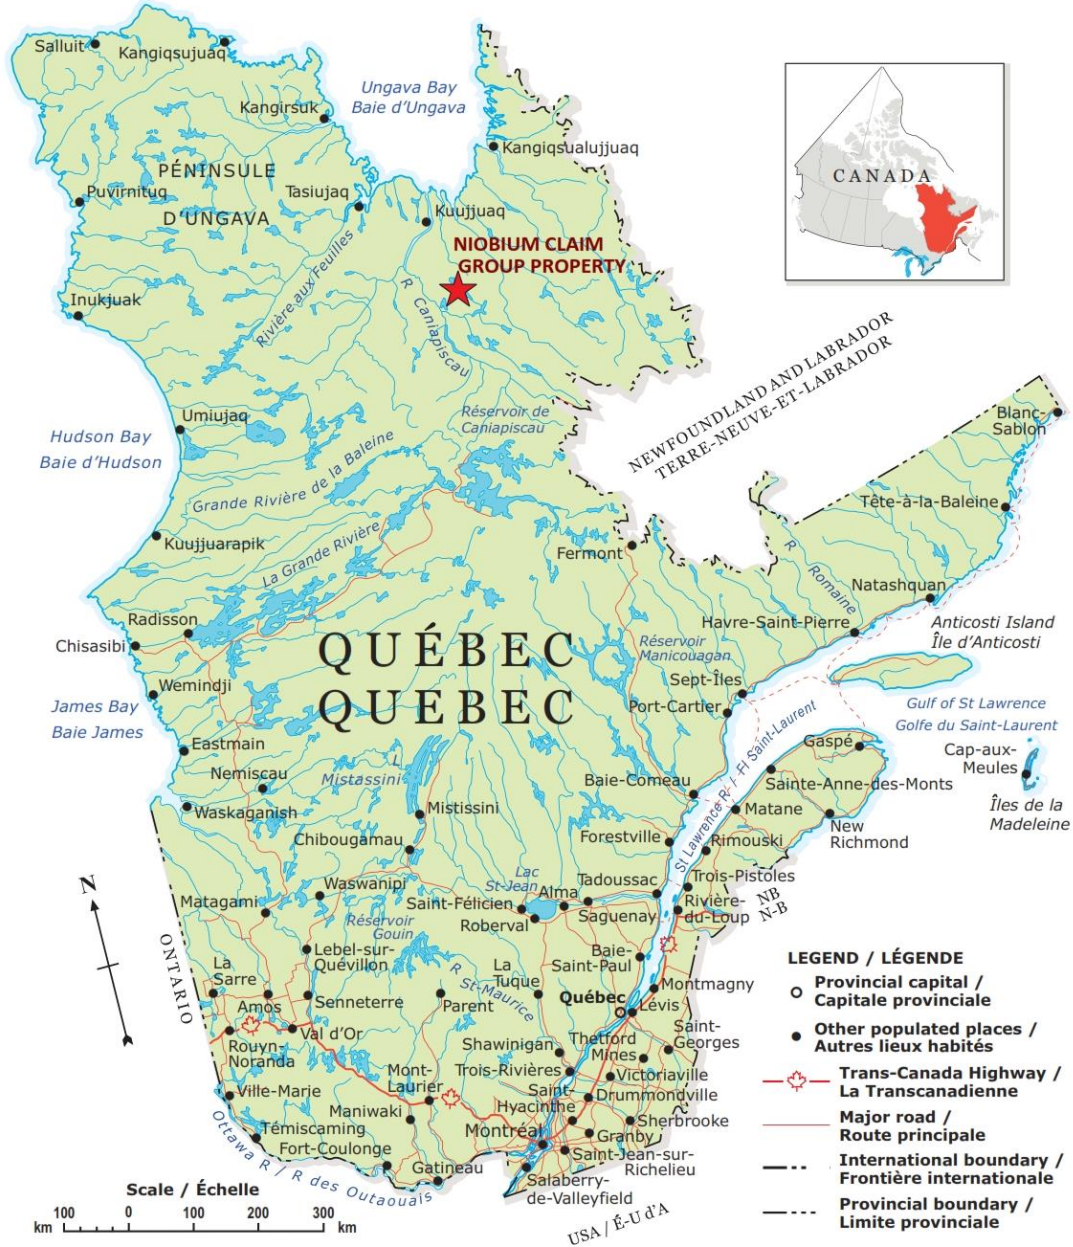 Salluit
Kangiqsujuaq
Ungava Bay
Baie d'Ungava
Kangirsuk
Kangiqsualujjuaq
PÉNINSULE
D'UNGAVA
Puvirnituq
Tasiujaq
Kuujjuaq
CANADA
NIOBIUM CLAIM
GROUP PROPERTY
Rivière aux Feuilles
R Caniapiscau
Inukjuak
NEWFOUNDLAND AND LABRADOR
TERRE-NEUVE-ET-LABRADOR
Réservoir de
Caniapiscau
Umiujaq
Hudson Bay
Baie d'Hudson
Grande Rivière de la Baleine
Blanc-
Sablon
Tête-à-la-Baleine
Kuujjuarapik
La Grande Rivière
Fermont
R Romaine
Natashquan
Radisson
Chisasibi
Havre-Saint-Pierre
Anticosti Island
Île d'Anticosti
QUÉBEC
QUEBEC
Réservoir
Manicouagan
Sept-Îles
Port-Cartier
Wemindji
James Bay
Baie James
Gulf of St Lawrence
Golfe du Saint-Laurent
Eastmain
Nemiscau
L
Mistassini
Gaspé
Cap-aux-
Meules
Baie-Comeau
Sainte-Anne-des-Monts
St Lawrence R / Fl Saint-Laurent
Îles de la
Madeleine
Waskaganish
Mistissini
Matane
New
Richmond
Chibougamau
Forestville
Rimouski
Lac
St-Jean
Tadoussac
Trois-Pistoles
NB
N-B
Waswanipi
Alma
Saint-Félicien
Saguenay
Rivière-
du-Loup
Matagami
Roberval
Réservoir
Gouin
N
ONTARIO
Lebel-sur-
Quévillon
Baie-
Saint-Paul
La
Sarre
La
Tuque
R St-Maurice
Montmagny
Amos
Senneterre
Parent
Québec
Lévis
Val d'Or
Rouyn-
Noranda
Shawinigan
Thetford
Mines
Saint-
Georges
Mont-
Laurier
Trois-Rivières
Victoriaville
Ville-Marie
Saint-
Hyacinthe
Drummondville
Maniwaki
Témiscaming
Montréal
Sherbrooke
Granby
Fort-Coulonge
Saint-Jean-sur-
Richelieu
Gatineau
Salaberry-
de-Valleyfield
Ottawa R / R des Outaouais
USA / É-U d'A
LEGEND / LÉGENDE
Provincial capital /
Capitale provinciale
Other populated places /
Autres lieux habités
Trans-Canada Highway /
La Transcanadienne
Major road /
Route principale
International boundary /
Frontière internationale
Provincial boundary /
Limite provinciale
Scale / Échelle
km 100 0 100 200 300 km